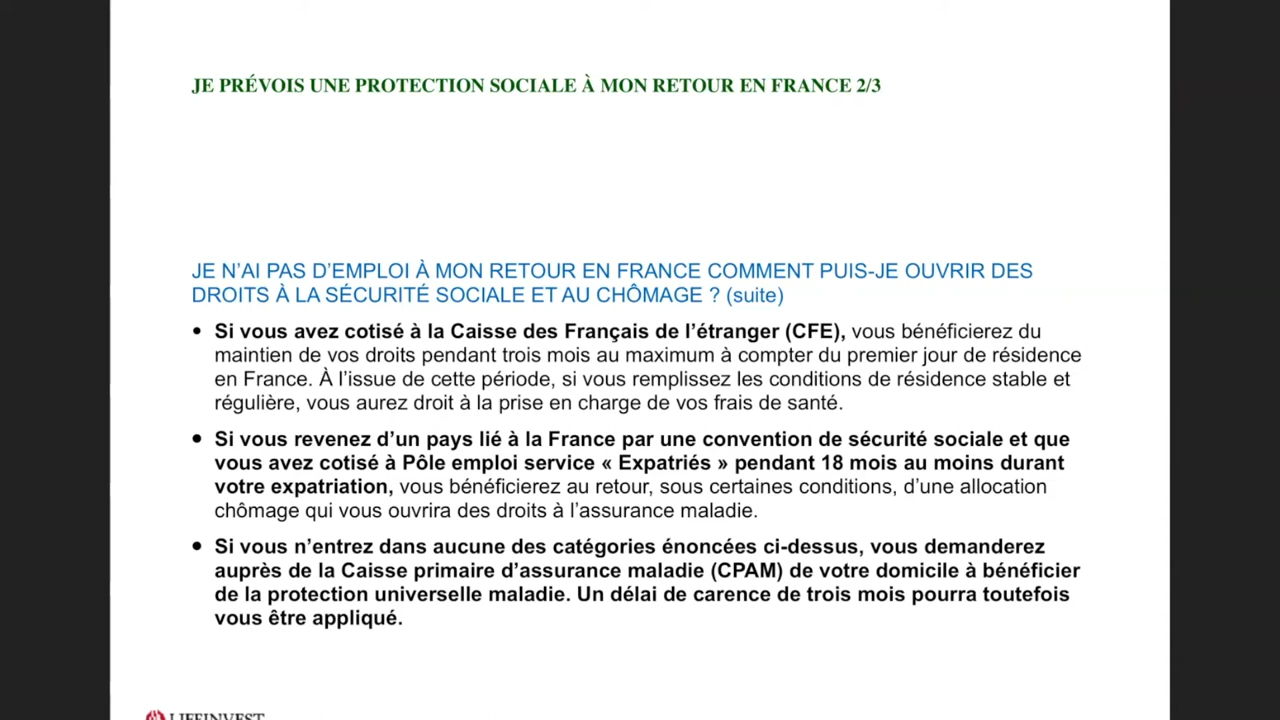 JE PRÉVOIS UNE PROTECTION SOCIALE À MON RETOUR EN FRANCE 2/3
JE N’AI PAS D’EMPLOI À MON RETOUR EN FRANCE COMMENT PUIS-JE OUVRIR DES
DROITS À LA SÉCURITÉ SOCIALE ET AU CHÔMAGE ? (suite)
• Si vous avez cotisé à la Caisse des Français de l’étranger (CFE), vous bénéficierez du
maintien de vos droits pendant trois mois au maximum à compter du premier jour de résidence
en France. À l’issue de cette période, si vous remplissez les conditions de résidence stable et
régulière, vous aurez droit à la prise en charge de vos frais de santé.
• Si vous revenez d’un pays lié à la France par une convention de sécurité sociale et que
vous avez cotisé à Pôle emploi service « Expatriés » pendant 18 mois au moins durant
votre expatriation, vous bénéficierez au retour, sous certaines conditions, d’une allocation
chômage qui vous ouvrira des droits à l’assurance maladie.
• Si vous n’entrez dans aucune des catégories énoncées ci-dessus, vous demanderez
auprès de la Caisse primaire d’assurance maladie (CPAM) de votre domicile à bénéficier
de la protection universelle maladie. Un délai de carence de trois mois pourra toutefois
vous être appliqué.
LIFEINVEST